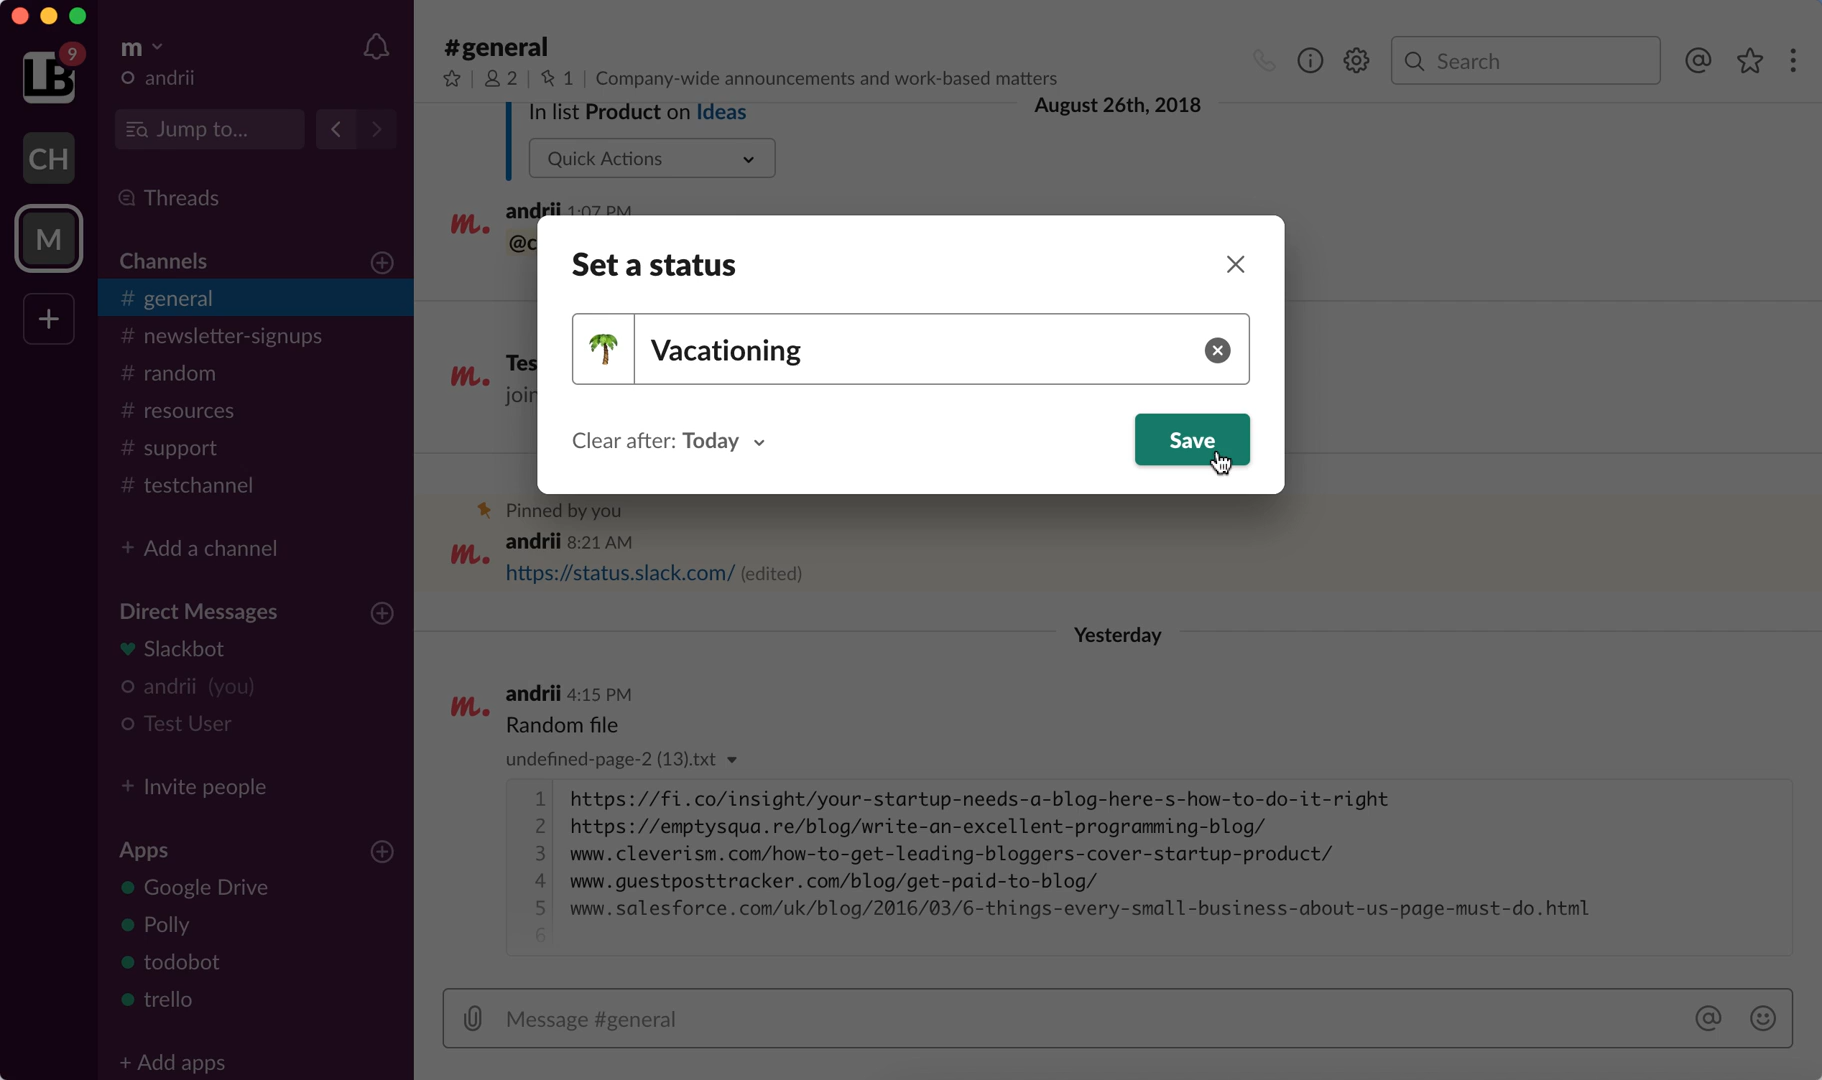 9
CH
M
m
andrii
Jump to...
Threads
Channels
# general
# newsletter-signups
# random
# resources
# support
# testchannel
+ Add a channel
Direct Messages
Slackbot
andrii (you)
Test User
+ Invite people
Apps
Google Drive
Polly
todobot
trello
+ Add apps
#general
2 | 1 | Company-wide announcements and work-based matters
Search
August 26th, 2018
In list Product on Ideas
Quick Actions
m. andrii 1:07 PM
Set a status
Vacationing
Clear after: Today
Save
m.
Pinned by you
m. andrii 8:21 AM
https://status.slack.com/ (edited)
Yesterday
m. andrii 4:15 PM
Random file
undefined-page-2 (13).txt
1 https://fi.co/insight/your-startup-needs-a-blog-here-s-how-to-do-it-right
2 https://emptysqua.re/blog/write-an-excellent-programming-blog/
3 www.cleverism.com/how-to-get-leading-bloggers-cover-startup-product/
4 www.guestposttracker.com/blog/get-paid-to-blog/
5 www.salesforce.com/uk/blog/2016/03/6-things-every-small-business-about-us-page-must-do.html
6
Message #general